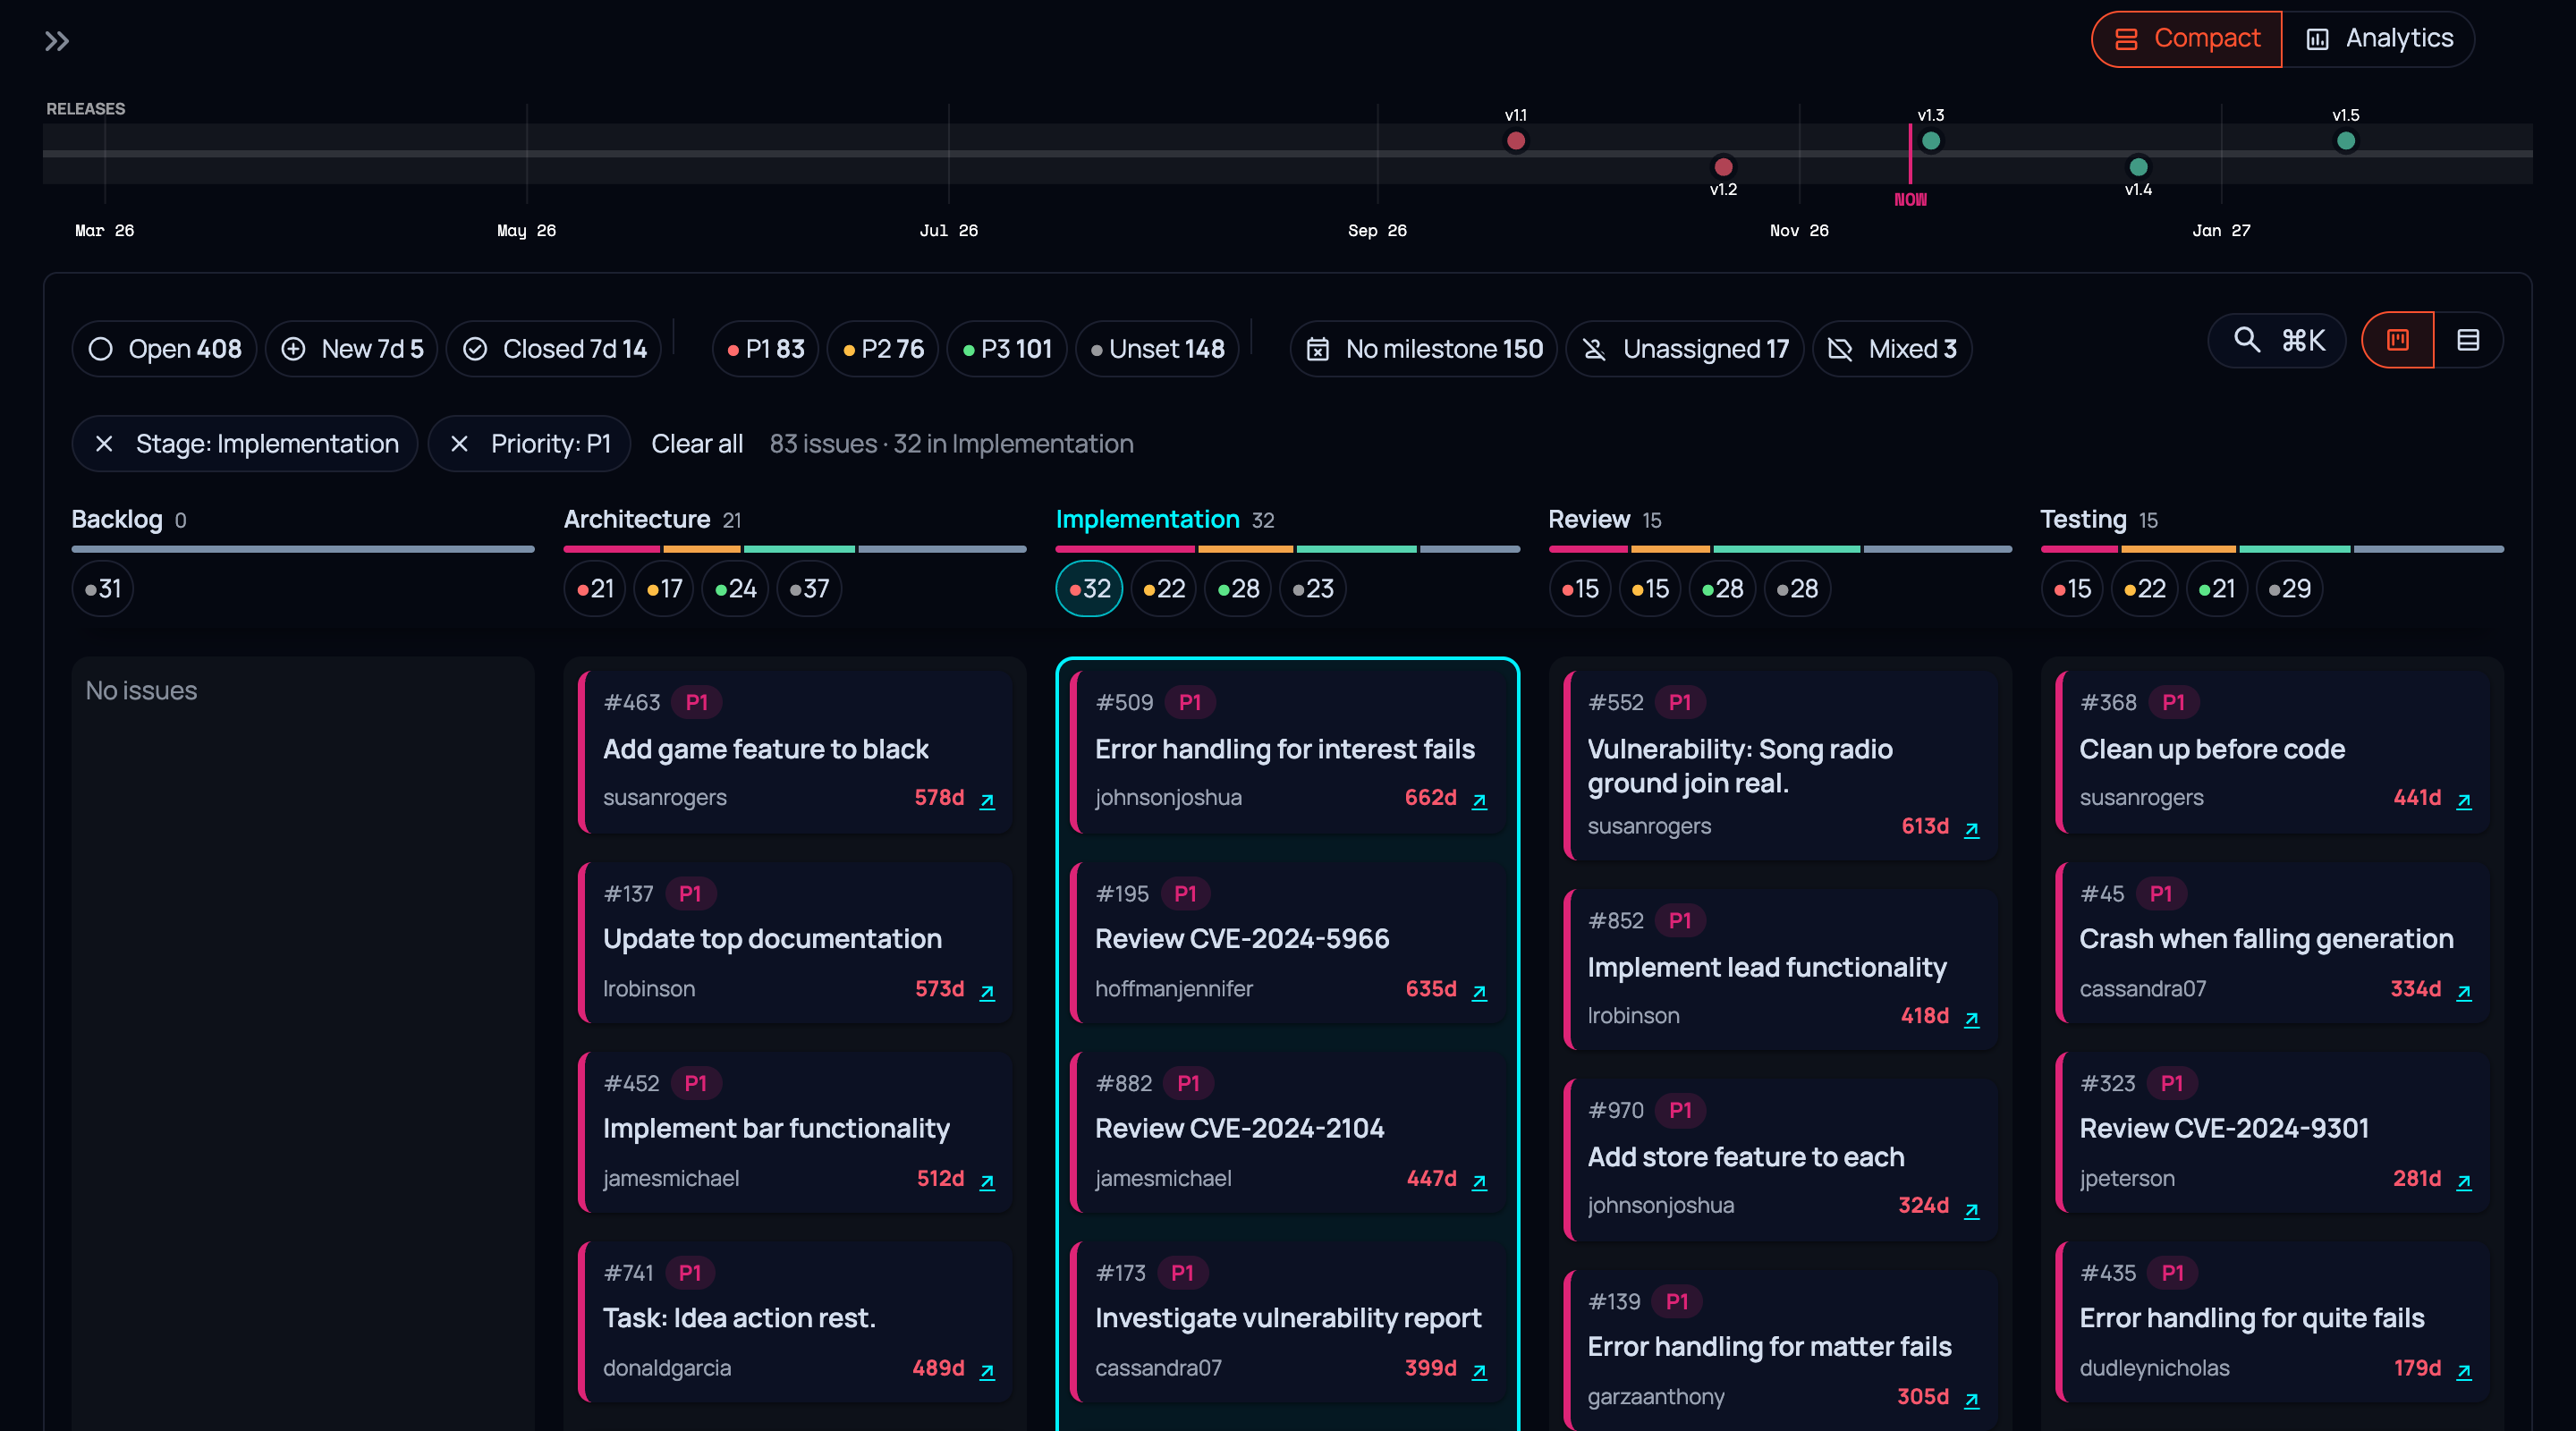 Compact
Analytics
RELEASES
v1.1
v1.3
v1.5
v1.2
v1.4
NOW
Mar 26
May 26
Jul 26
Sep 26
Nov 26
Jan 27
Open 408
New 7d 5
Closed 7d 14
P1 83
P2 76
P3 101
Unset 148
No milestone 150
Unassigned 17
Mixed 3
⌘K
Stage: Implementation
Priority: P1
Clear all
83 issues · 32 in Implementation
Backlog 0
31
No issues
Architecture 21
21
17
24
37
#463 P1
Add game feature to black
susanrogers
578d
#137 P1
Update top documentation
lrobinson
573d
#452 P1
Implement bar functionality
jamesmichael
512d
#741 P1
Task: Idea action rest.
donaldgarcia
489d
Implementation 32
32
22
28
23
#509 P1
Error handling for interest fails
johnsonjoshua
662d
#195 P1
Review CVE-2024-5966
hoffmanjennifer
635d
#882 P1
Review CVE-2024-2104
jamesmichael
447d
#173 P1
Investigate vulnerability report
cassandra07
399d
Review 15
15
15
28
28
#552 P1
Vulnerability: Song radio
ground join real.
susanrogers
613d
#852 P1
Implement lead functionality
lrobinson
418d
#970 P1
Add store feature to each
johnsonjoshua
324d
#139 P1
Error handling for matter fails
garzaanthony
305d
Testing 15
15
22
21
29
#368 P1
Clean up before code
susanrogers
441d
#45 P1
Crash when falling generation
cassandra07
334d
#323 P1
Review CVE-2024-9301
jpeterson
281d
#435 P1
Error handling for quite fails
dudleynicholas
179d